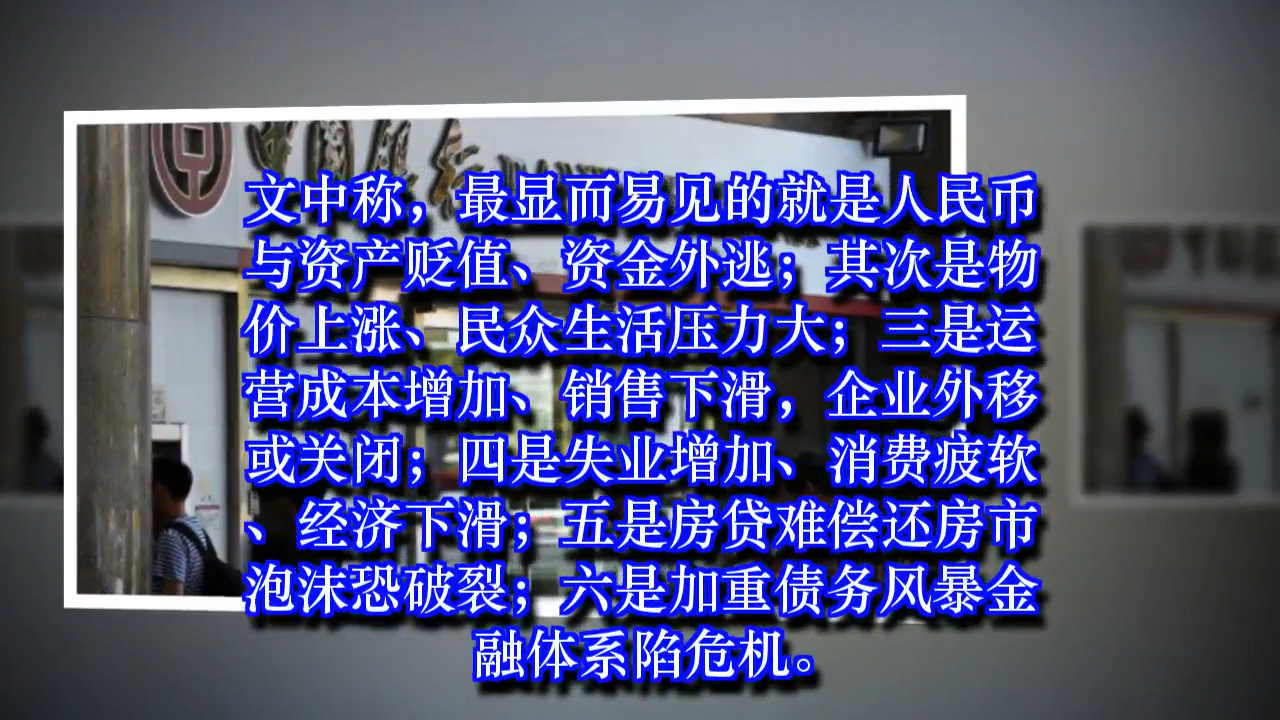 中国银行
文中称，最显而易见的就是人民币
与资产贬值、资金外逃；其次是物
价上涨、民众生活压力大；三是运
营成本增加、销售下滑，企业外移
或关闭；四是失业增加、消费疲软
、经济下滑；五是房贷难偿还房市
泡沫恐破裂；六是加重债务风暴金
融体系陷危机。